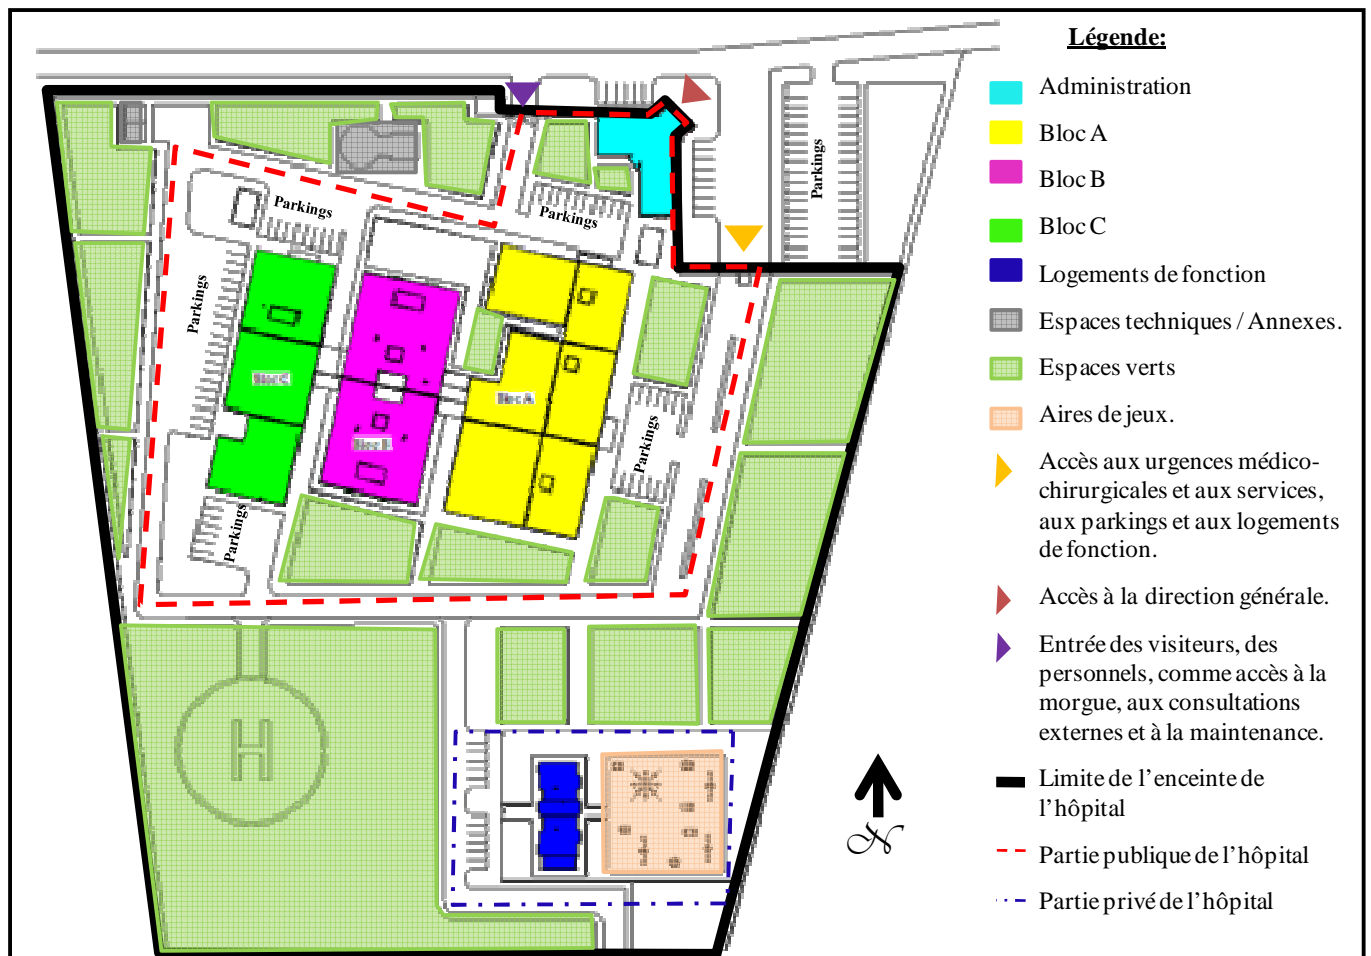 Légende:
Administration
Bloc A
Bloc B
Bloc C
Logements de fonction
Espaces techniques / Annexes.
Espaces verts
Aires de jeux.
Accès aux urgences médico-
chirurgicales et aux services,
aux parkings et aux logements
de fonction.
Accès à la direction générale.
Entrée des visiteurs, des
personnels, comme accès à la
morgue, aux consultations
externes et à la maintenance.
Limite de l'enceinte de
l'hôpital
Partie publique de l'hôpital
Partie privé de l'hôpital
Parkings
Parkings
Parkings
Parkings
Parkings
Parkings
Bloc C
Bloc A
Bloc B
H
N